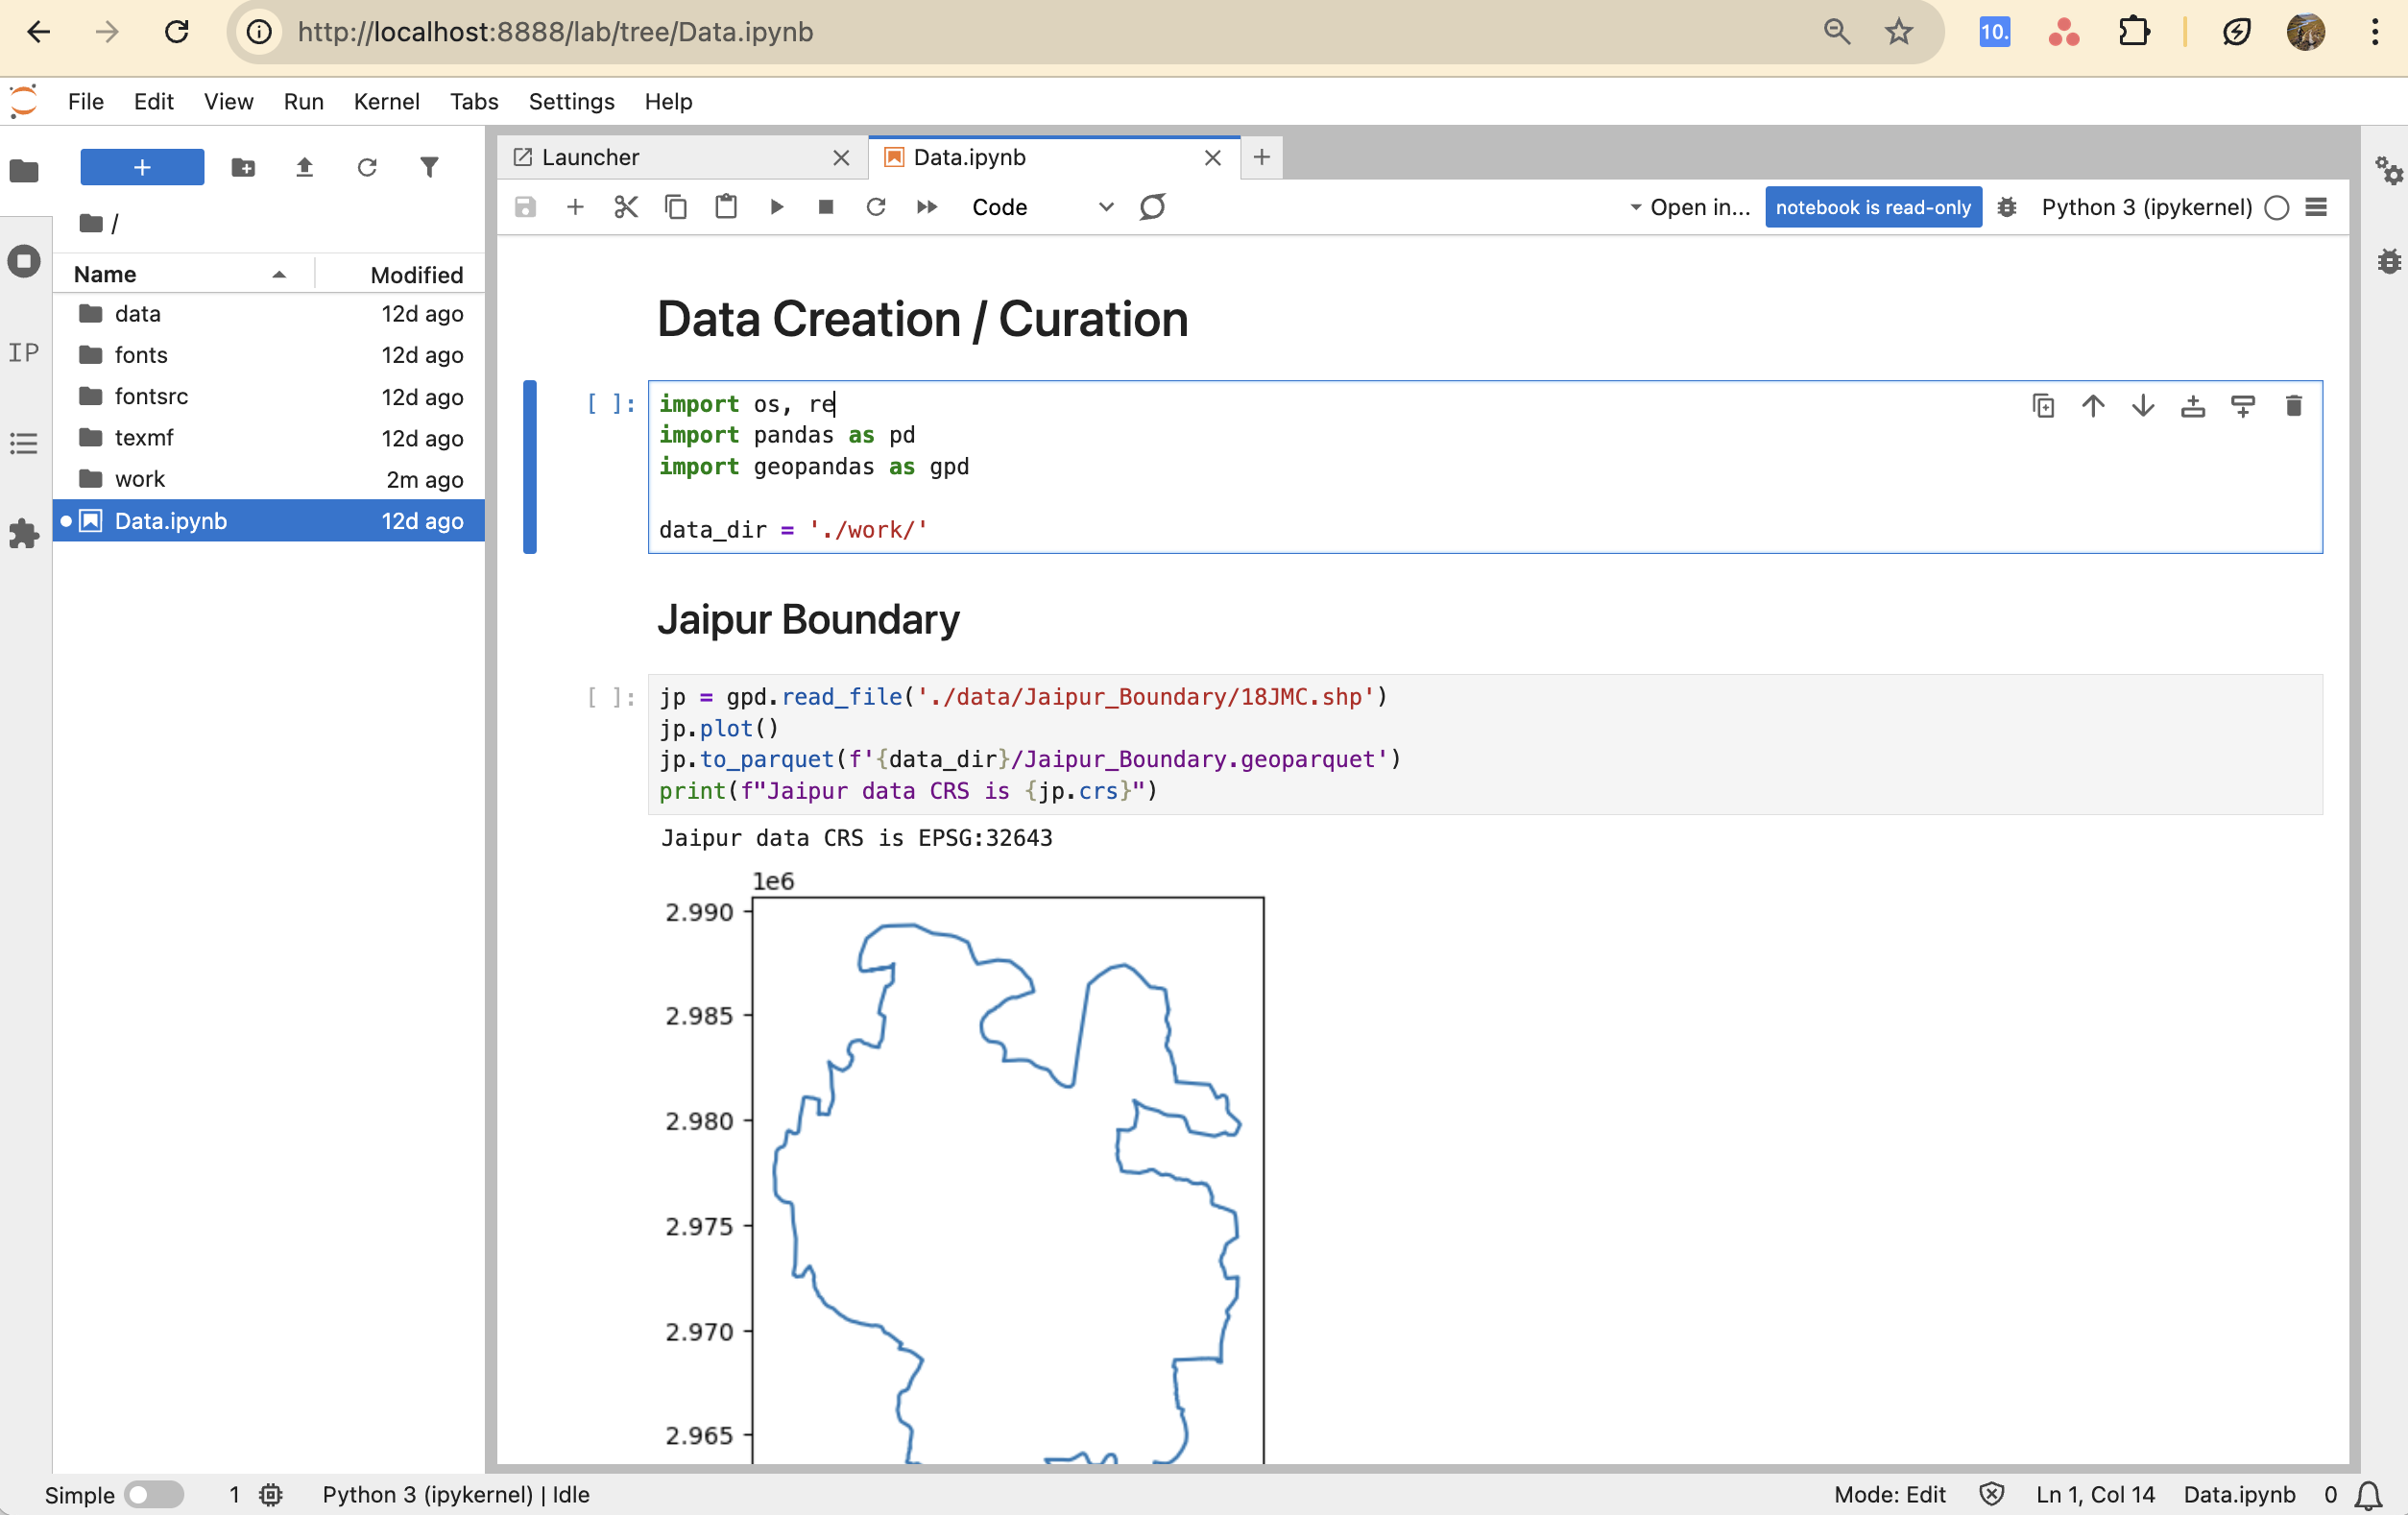 http://localhost:8888/lab/tree/Data.ipynb
10.
File Edit View Run Kernel Tabs Settings Help
+
/
Name Modified
data 12d ago
fonts 12d ago
fontsrc 12d ago
texmf 12d ago
work 2m ago
Data.ipynb 12d ago
IP
Launcher
Data.ipynb
Code
Open in...
notebook is read-only
Python 3 (ipykernel)
Data Creation / Curation
[ ]:
import os, re
import pandas as pd
import geopandas as gpd
data_dir = './work/'
Jaipur Boundary
[ ]:
jp = gpd.read_file('./data/Jaipur_Boundary/18JMC.shp')
jp.plot()
jp.to_parquet(f'{data_dir}/Jaipur_Boundary.geoparquet')
print(f"Jaipur data CRS is {jp.crs}")
Jaipur data CRS is EPSG:32643
1e6
2.990
2.985
2.980
2.975
2.970
2.965
Simple 1 Python 3 (ipykernel) | Idle Mode: Edit Ln 1, Col 14 Data.ipynb 0